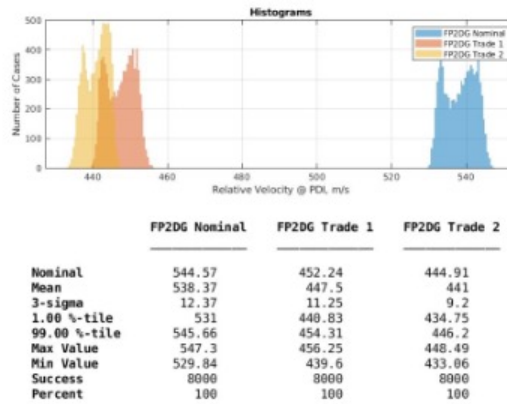 Histograms
500
400
300
200
100
0
Number of Cases
FP2DG Nominal
FP2DG Trade 1
FP2DG Trade 2
440 460 480 500 520 540
Relative Velocity @ PDI, m/s
FP2DG Nominal FP2DG Trade 1 FP2DG Trade 2
Nominal 544.57 452.24 444.91
Mean 538.37 447.5 441
3-sigma 12.37 11.25 9.2
1.00 %-tile 531 440.83 434.75
99.00 %-tile 545.66 454.31 446.2
Max Value 547.3 456.25 448.49
Min Value 529.84 439.6 433.06
Success 8000 8000 8000
Percent 100 100 100